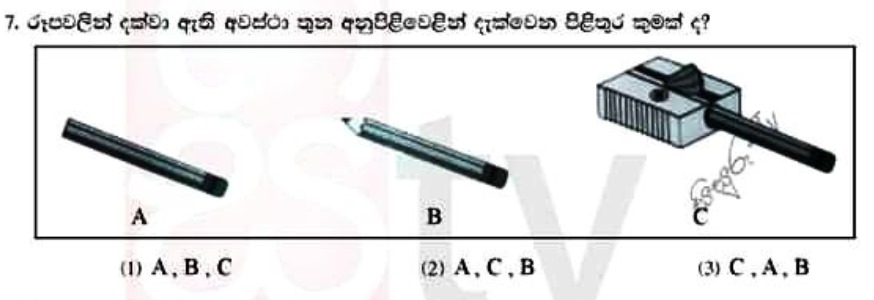 7. රූපවලින් දක්වා ඇති අවස්ථා තුන අනුපිළිවෙළින් දැක්වෙන පිළිතුර කුමක් ද?
A
B
C
(1) A , B , C
(2) A , C , B
(3) C , A , B